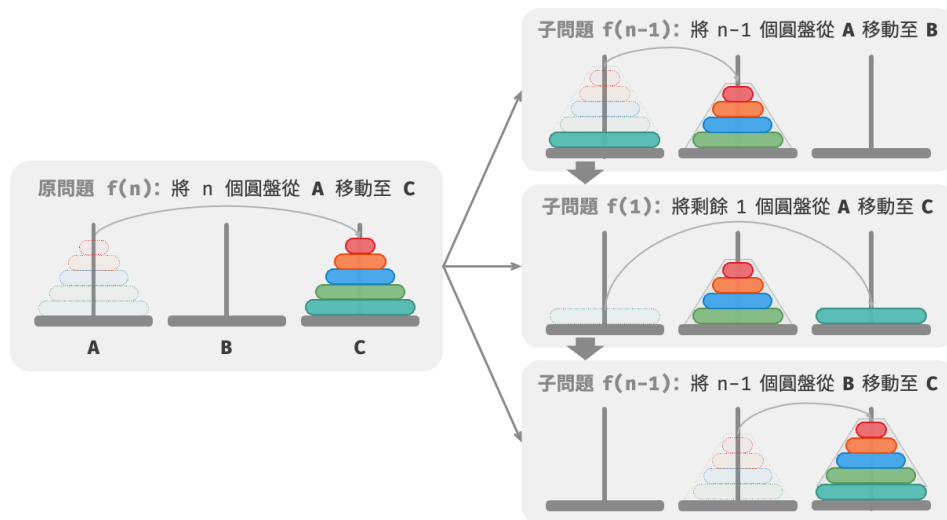 原問題 f(n)：將 n 個圓盤從 A 移動至 C
A
B
C
子問題 f(n-1)：將 n-1 個圓盤從 A 移動至 B
子問題 f(1)：將剩餘 1 個圓盤從 A 移動至 C
子問題 f(n-1)：將 n-1 個圓盤從 B 移動至 C